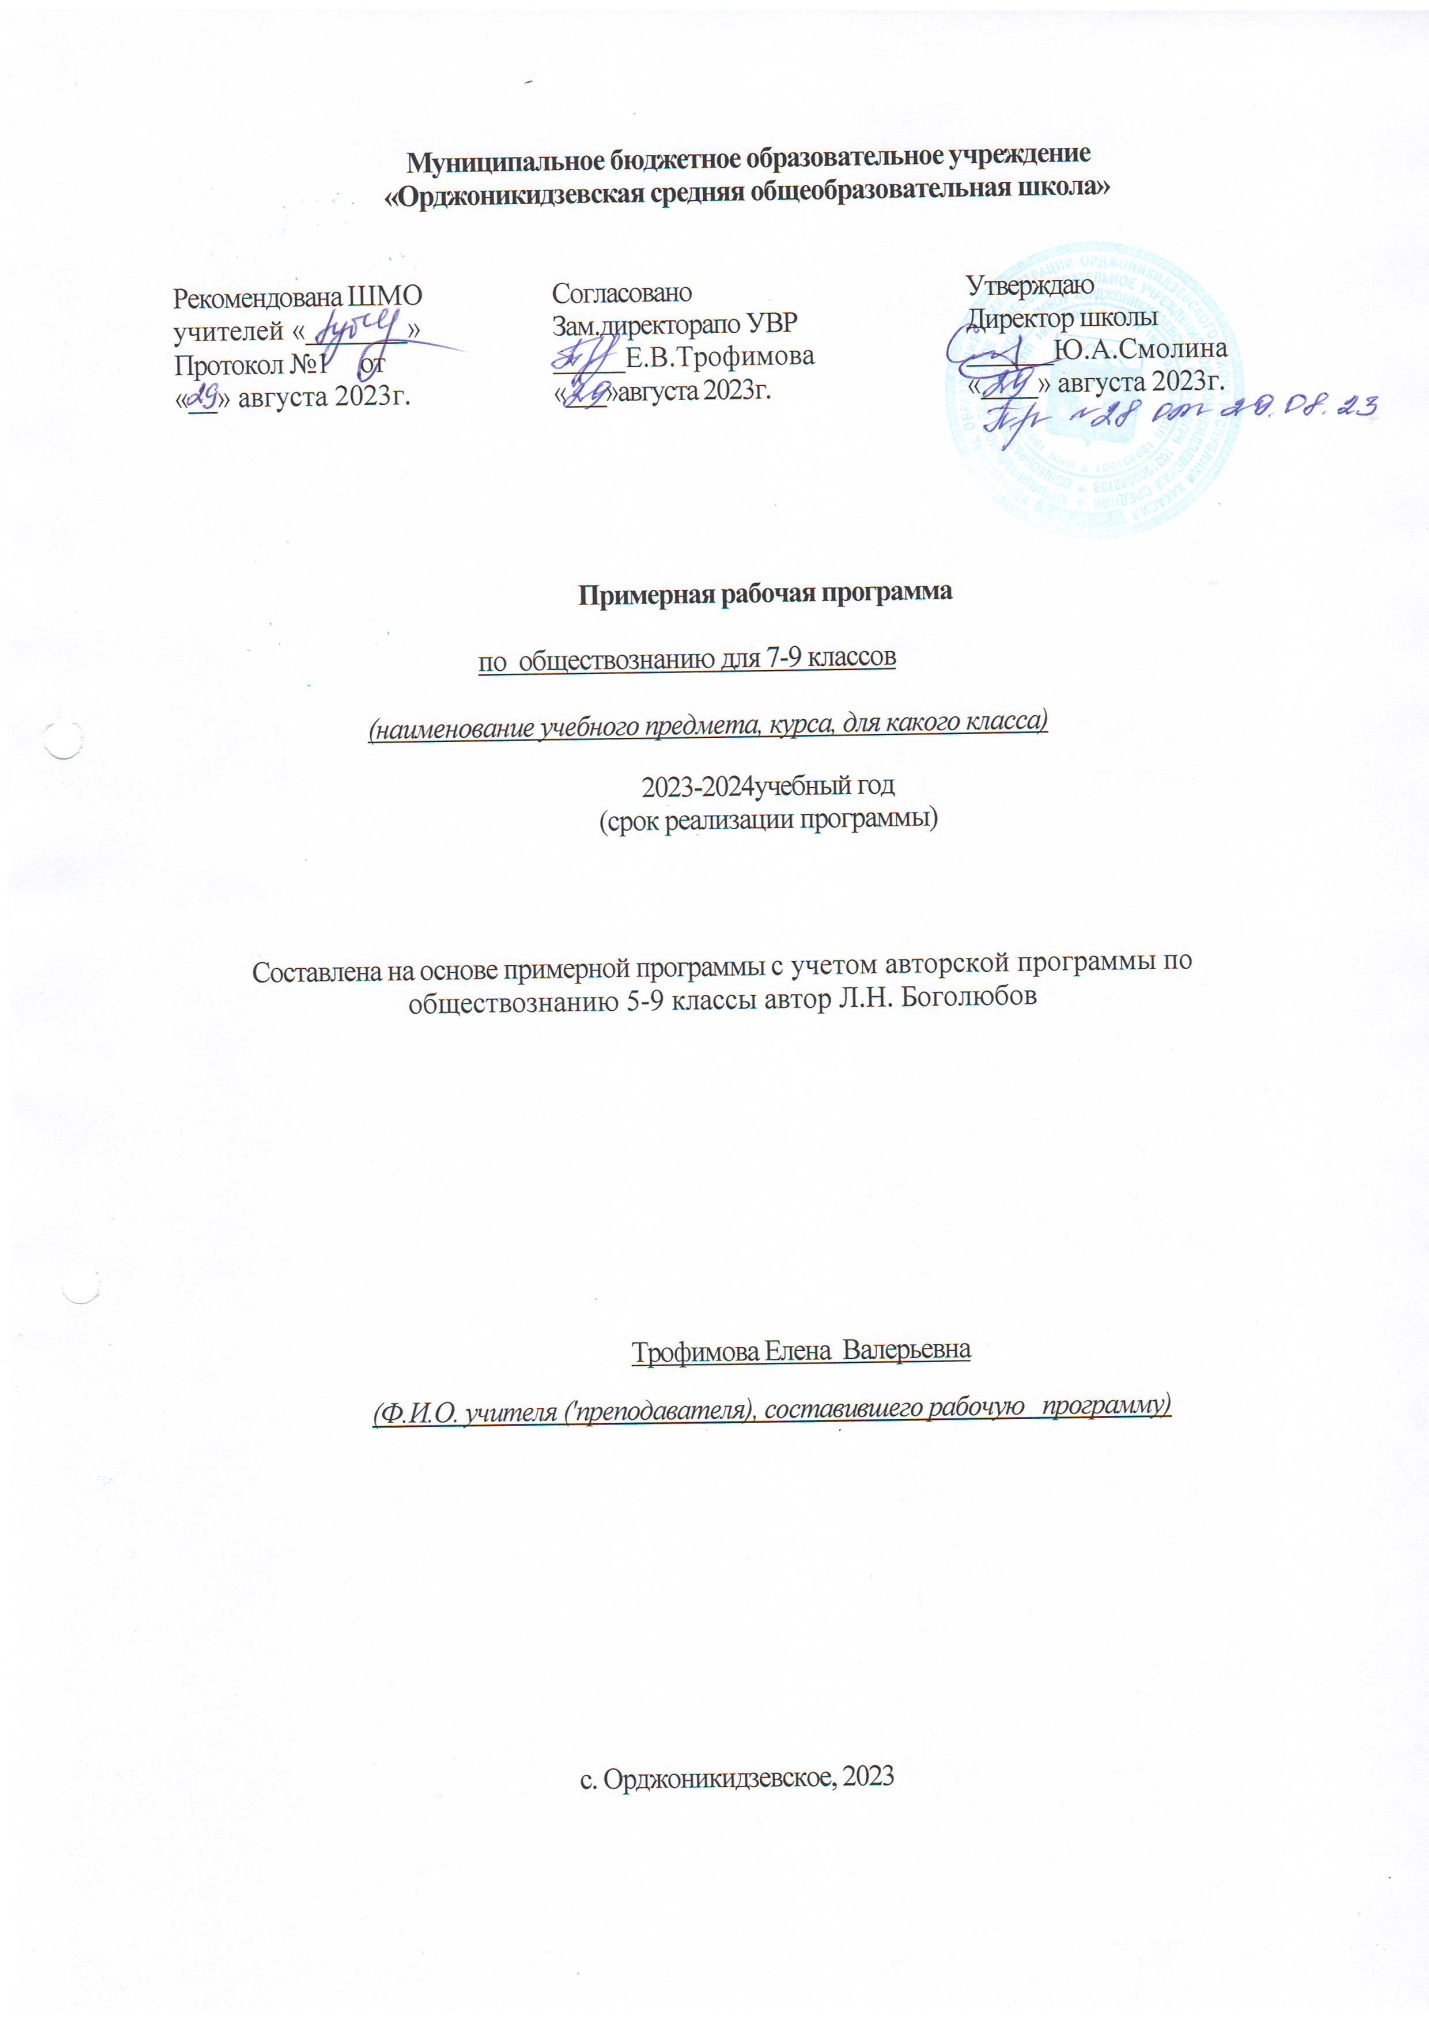 Муниципальное бюджетное образовательное учреждение
«Орджоникидзевская средняя общеобразовательная школа»
Рекомендована ШМО
учителей «_______»
Протокол №1 от
«29» августа 2023г.
Согласовано
Зам.директорапо УВР
_____Е.В.Трофимова
«29»августа 2023г.
Утверждаю
Директор школы
______Ю.А.Смолина
«29» августа 2023г.
Пр №28 от 29.08.23
Примерная рабочая программа
по обществознанию для 7-9 классов
(наименование учебного предмета, курса, для какого класса)
2023-2024учебный год
(срок реализации программы)
Составлена на основе примерной программы с учетом авторской программы по
обществознанию 5-9 классы автор Л.Н. Боголюбов
Трофимова Елена Валерьевна
(Ф.И.О. учителя ('преподавателя), составившего рабочую программу)
с. Орджоникидзевское, 2023